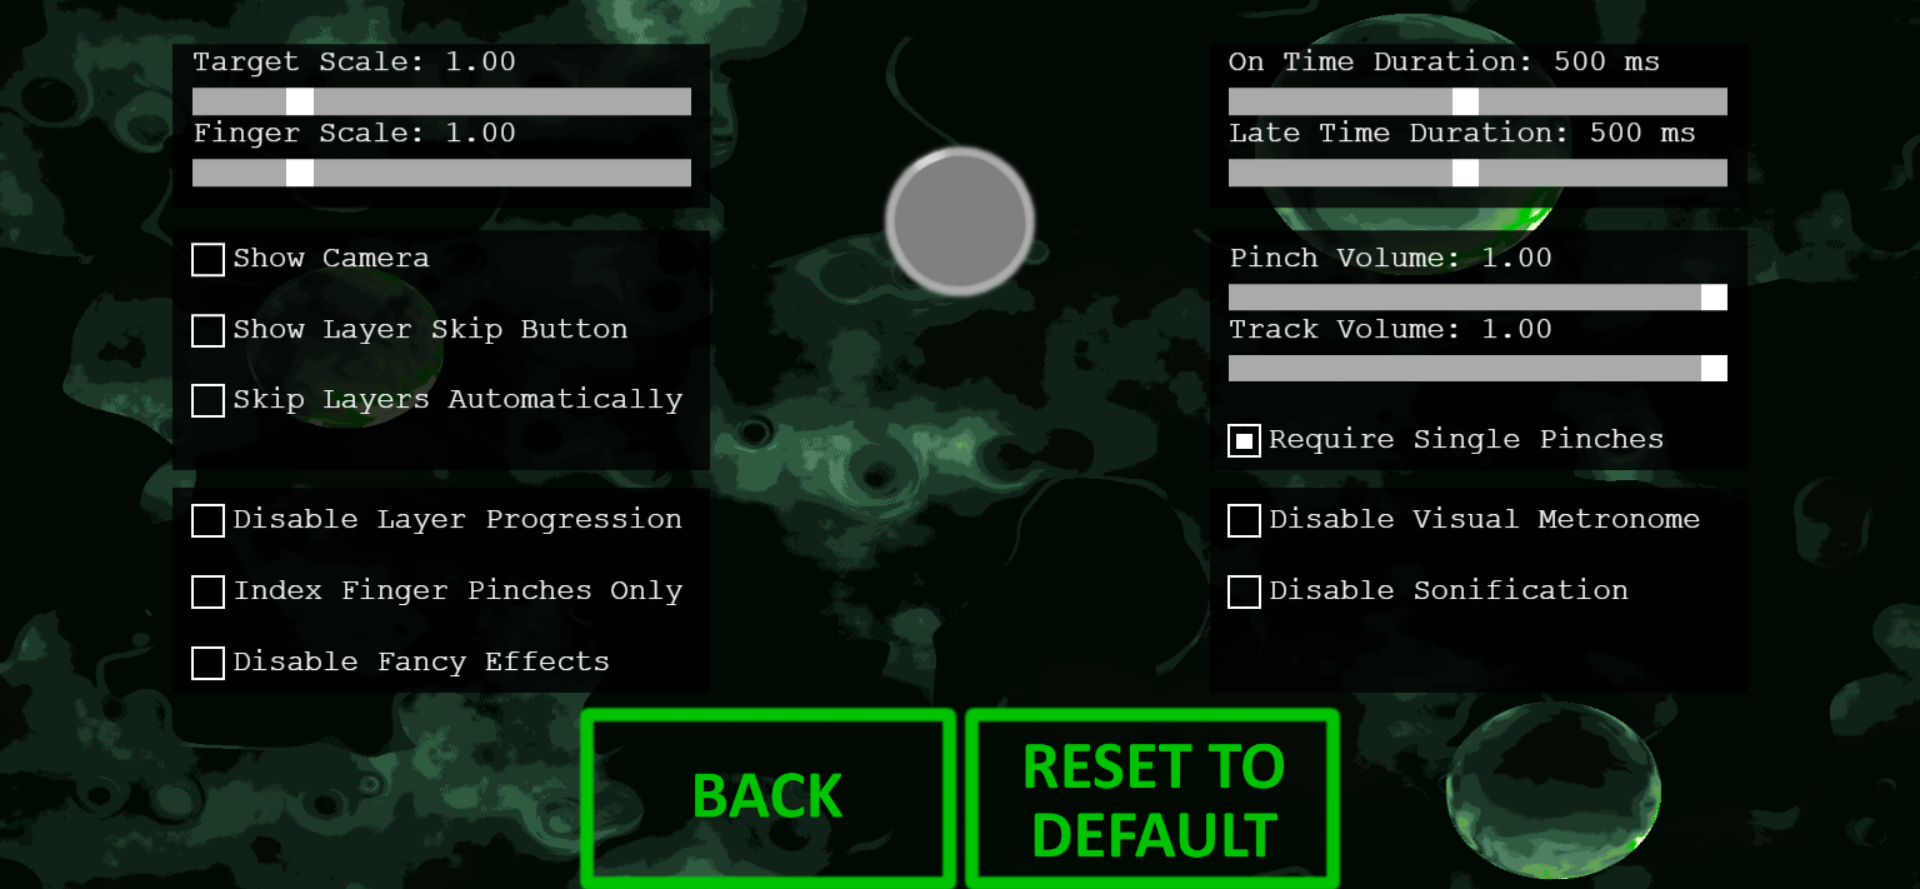 Target Scale: 1.00
Finger Scale: 1.00
Show Camera
Show Layer Skip Button
Skip Layers Automatically
Disable Layer Progression
Index Finger Pinches Only
Disable Fancy Effects
On Time Duration: 500 ms
Late Time Duration: 500 ms
Pinch Volume: 1.00
Track Volume: 1.00
Require Single Pinches
Disable Visual Metronome
Disable Sonification
BACK
RESET TO
DEFAULT